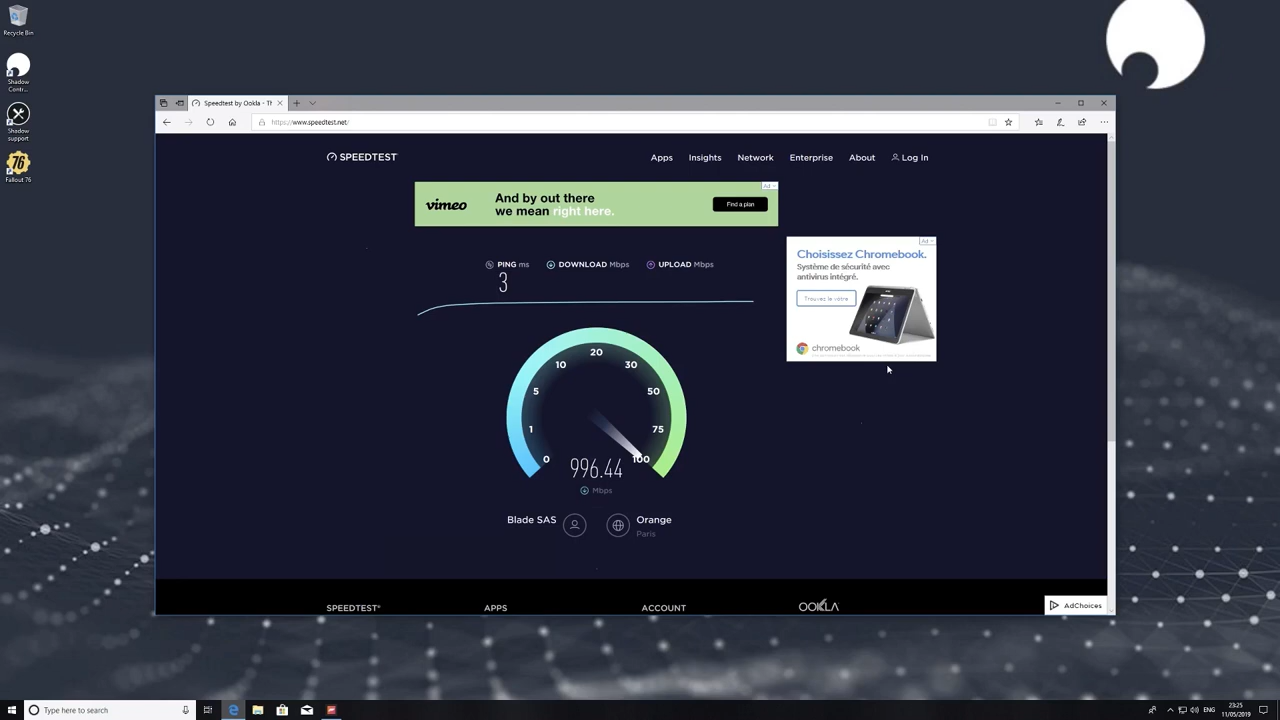 Recycle Bin
Shadow
Contr...
Shadow
support
76
Fallout 76
Speedtest by Ookla - Th
https://www.speedtest.net/
SPEEDTEST
Apps
Insights
Network
Enterprise
About
Log In
vimeo
And by out there
we mean right here.
Find a plan
Ad
Ad
Choisissez Chromebook.
Système de sécurité avec
antivirus intégré.
Trouvez le vôtre
chromebook
PING ms
DOWNLOAD Mbps
UPLOAD Mbps
3
0
1
5
10
20
30
50
75
100
996.44
Mbps
Blade SAS
Orange
Paris
SPEEDTEST®
APPS
ACCOUNT
OOKLA
AdChoices
Type here to search
ENG
23:25
11/05/2019